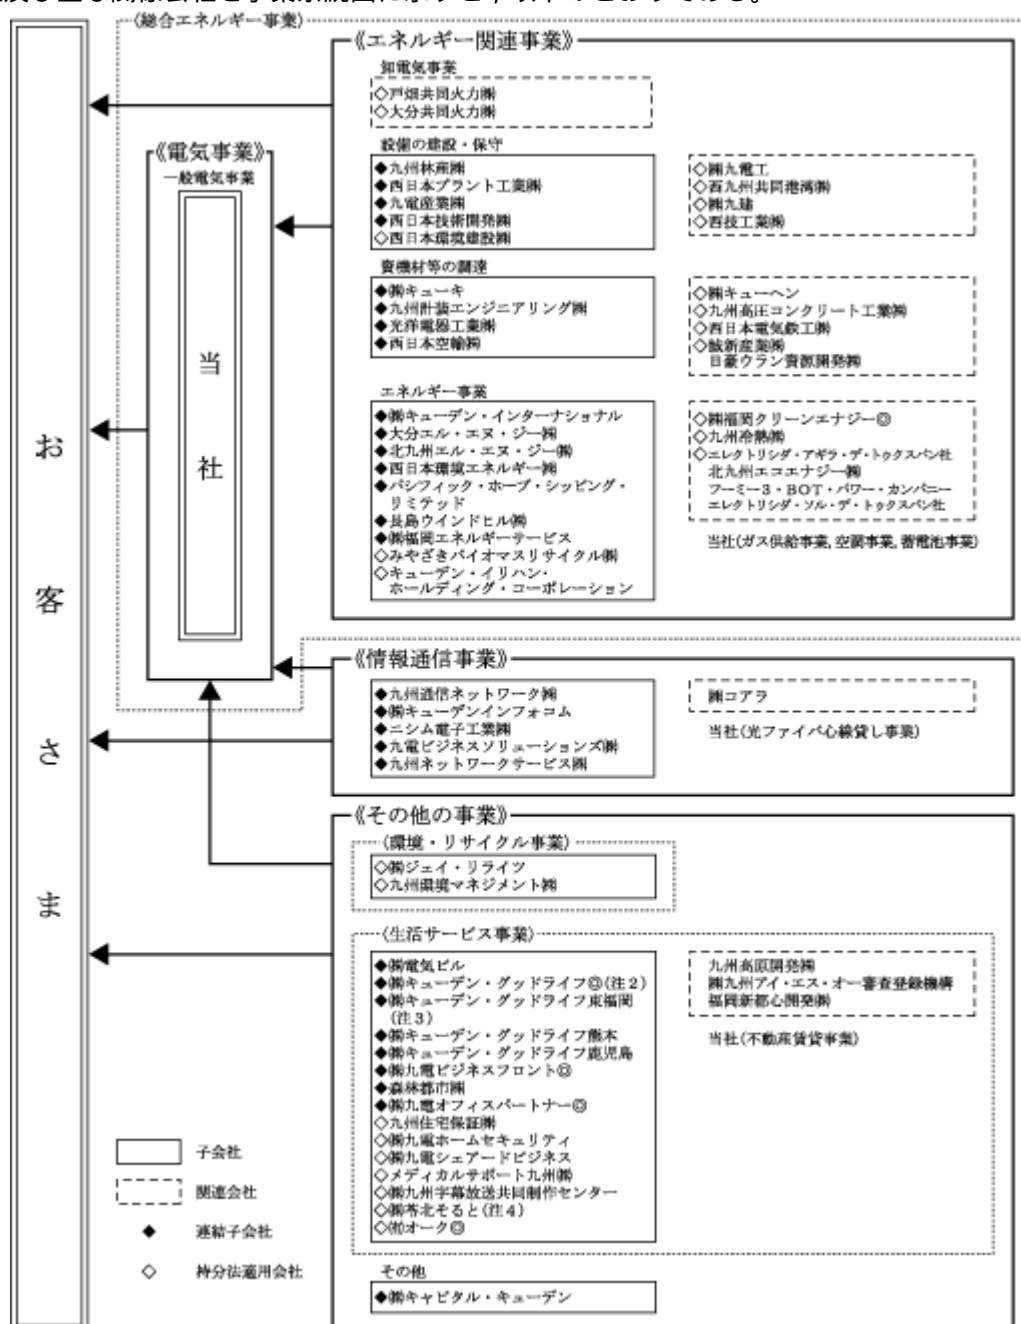 (総合エネルギー事業)
《エネルギー関連事業》
卸電気事業
◇戸畑共同火力㈱
◇大分共同火力㈱
設備の建設・保守
◆九州林産㈱
◆西日本プラント工業㈱
◆九電産業㈱
◆西日本技術開発㈱
◇西日本環境建設㈱
◇㈱九電工
◇西九州共同港湾㈱
◇㈱九建
◇西技工業㈱
資機材等の調達
◆㈱キューキ
◆九州計装エンジニアリング㈱
◆光洋電器工業㈱
◆西日本空輸㈱
◇㈱キューヘン
◇九州高圧コンクリート工業㈱
◇西日本電気鉄工㈱
◇誠新産業㈱
日豪ウラン資源開発㈱
エネルギー事業
◆㈱キューデン・インターナショナル
◆大分エル・エヌ・ジー㈱
◆北九州エル・エヌ・ジー㈱
◆西日本環境エネルギー㈱
◆パシフィック・ホープ・シッピング・
リミテッド
◆長島ウインドヒル㈱
◆㈱福岡エネルギーサービス
◇みやざきバイオマスリサイクル㈱
◇キューデン・イリハン・
ホールディング・コーポレーション
◇㈱福岡クリーンエナジー◎
◇九州冷熱㈱
◇エレクトリシダ・アギラ・デ・トゥクスパン社
北九州エコエナジー㈱
フーミー3・BOT・パワー・カンパニー
エレクトリシダ・ソル・デ・トゥクスパン社
当社(ガス供給事業, 空調事業, 蓄電池事業)
《電気事業》
一般電気事業
当社
お客さま
《情報通信事業》
◆九州通信ネットワーク㈱
◆㈱キューデンインフォコム
◆ニシム電子工業㈱
◆九電ビジネスソリューションズ㈱
◆九州ネットワークサービス㈱
㈱コアラ
当社(光ファイバ心線貸し事業)
《その他の事業》
(環境・リサイクル事業)
◇㈱ジェイ・リライツ
◇九州環境マネジメント㈱
(生活サービス事業)
◆㈱電気ビル
◆㈱キューデン・グッドライフ◎(注2)
◆㈱キューデン・グッドライフ東福岡
(注3)
◆㈱キューデン・グッドライフ熊本
◆㈱キューデン・グッドライフ鹿児島
◆㈱九電ビジネスフロント◎
◆森林都市㈱
◆㈱九電オフィスパートナー◎
◇九州住宅保証㈱
◇㈱九電ホームセキュリティ
◇㈱九電シェアードビジネス
◇メディカルサポート九州㈱
◇㈱九州字幕放送共同制作センター
◇㈱苓北そると(注4)
◇㈲オーク◎
九州高原開発㈱
㈱九州アイ・エス・オー審査登録機構
福岡新都心開発㈱
当社(不動産賃貸事業)
その他
◆㈱キャピタル・キューデン
子会社
関連会社
◆ 連結子会社
◇ 持分法適用会社